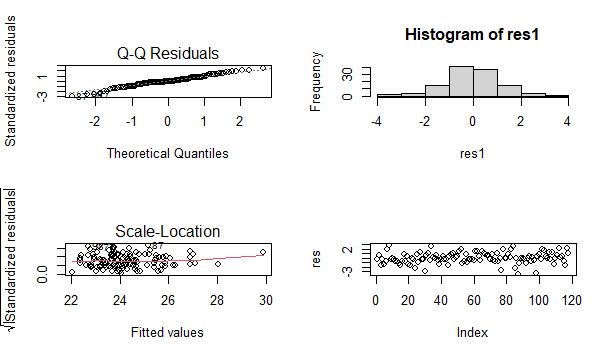 Q-Q Residuals
Standardized residuals
-3 1
-2 -1 0 1 2
Theoretical Quantiles
Histogram of res1
Frequency
0 30
-4 -2 0 2 4
res1
Scale-Location
√|Standardized residuals|
0.0
87
22 24 26 28 30
Fitted values
res
-3 2
0 20 40 60 80 100 120
Index